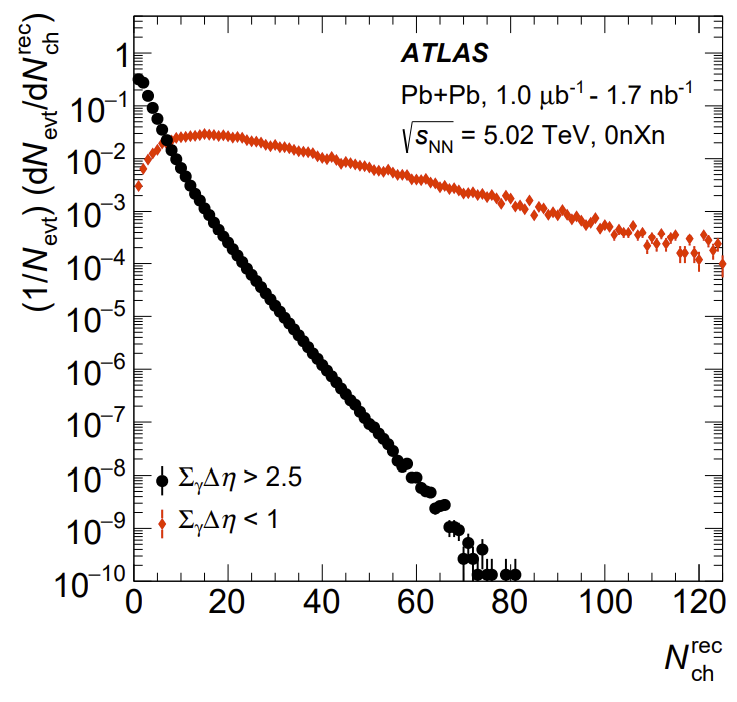 (1/N_evt) (dN_evt/dN_ch^rec)
ATLAS
Pb+Pb, 1.0 μb⁻¹ - 1.7 nb⁻¹
√s_NN = 5.02 TeV, 0nXn
1
10⁻¹
10⁻²
10⁻³
10⁻⁴
10⁻⁵
10⁻⁶
10⁻⁷
10⁻⁸
10⁻⁹
10⁻¹⁰
Σ_γΔη > 2.5
Σ_γΔη < 1
0 20 40 60 80 100 120
N_ch^rec